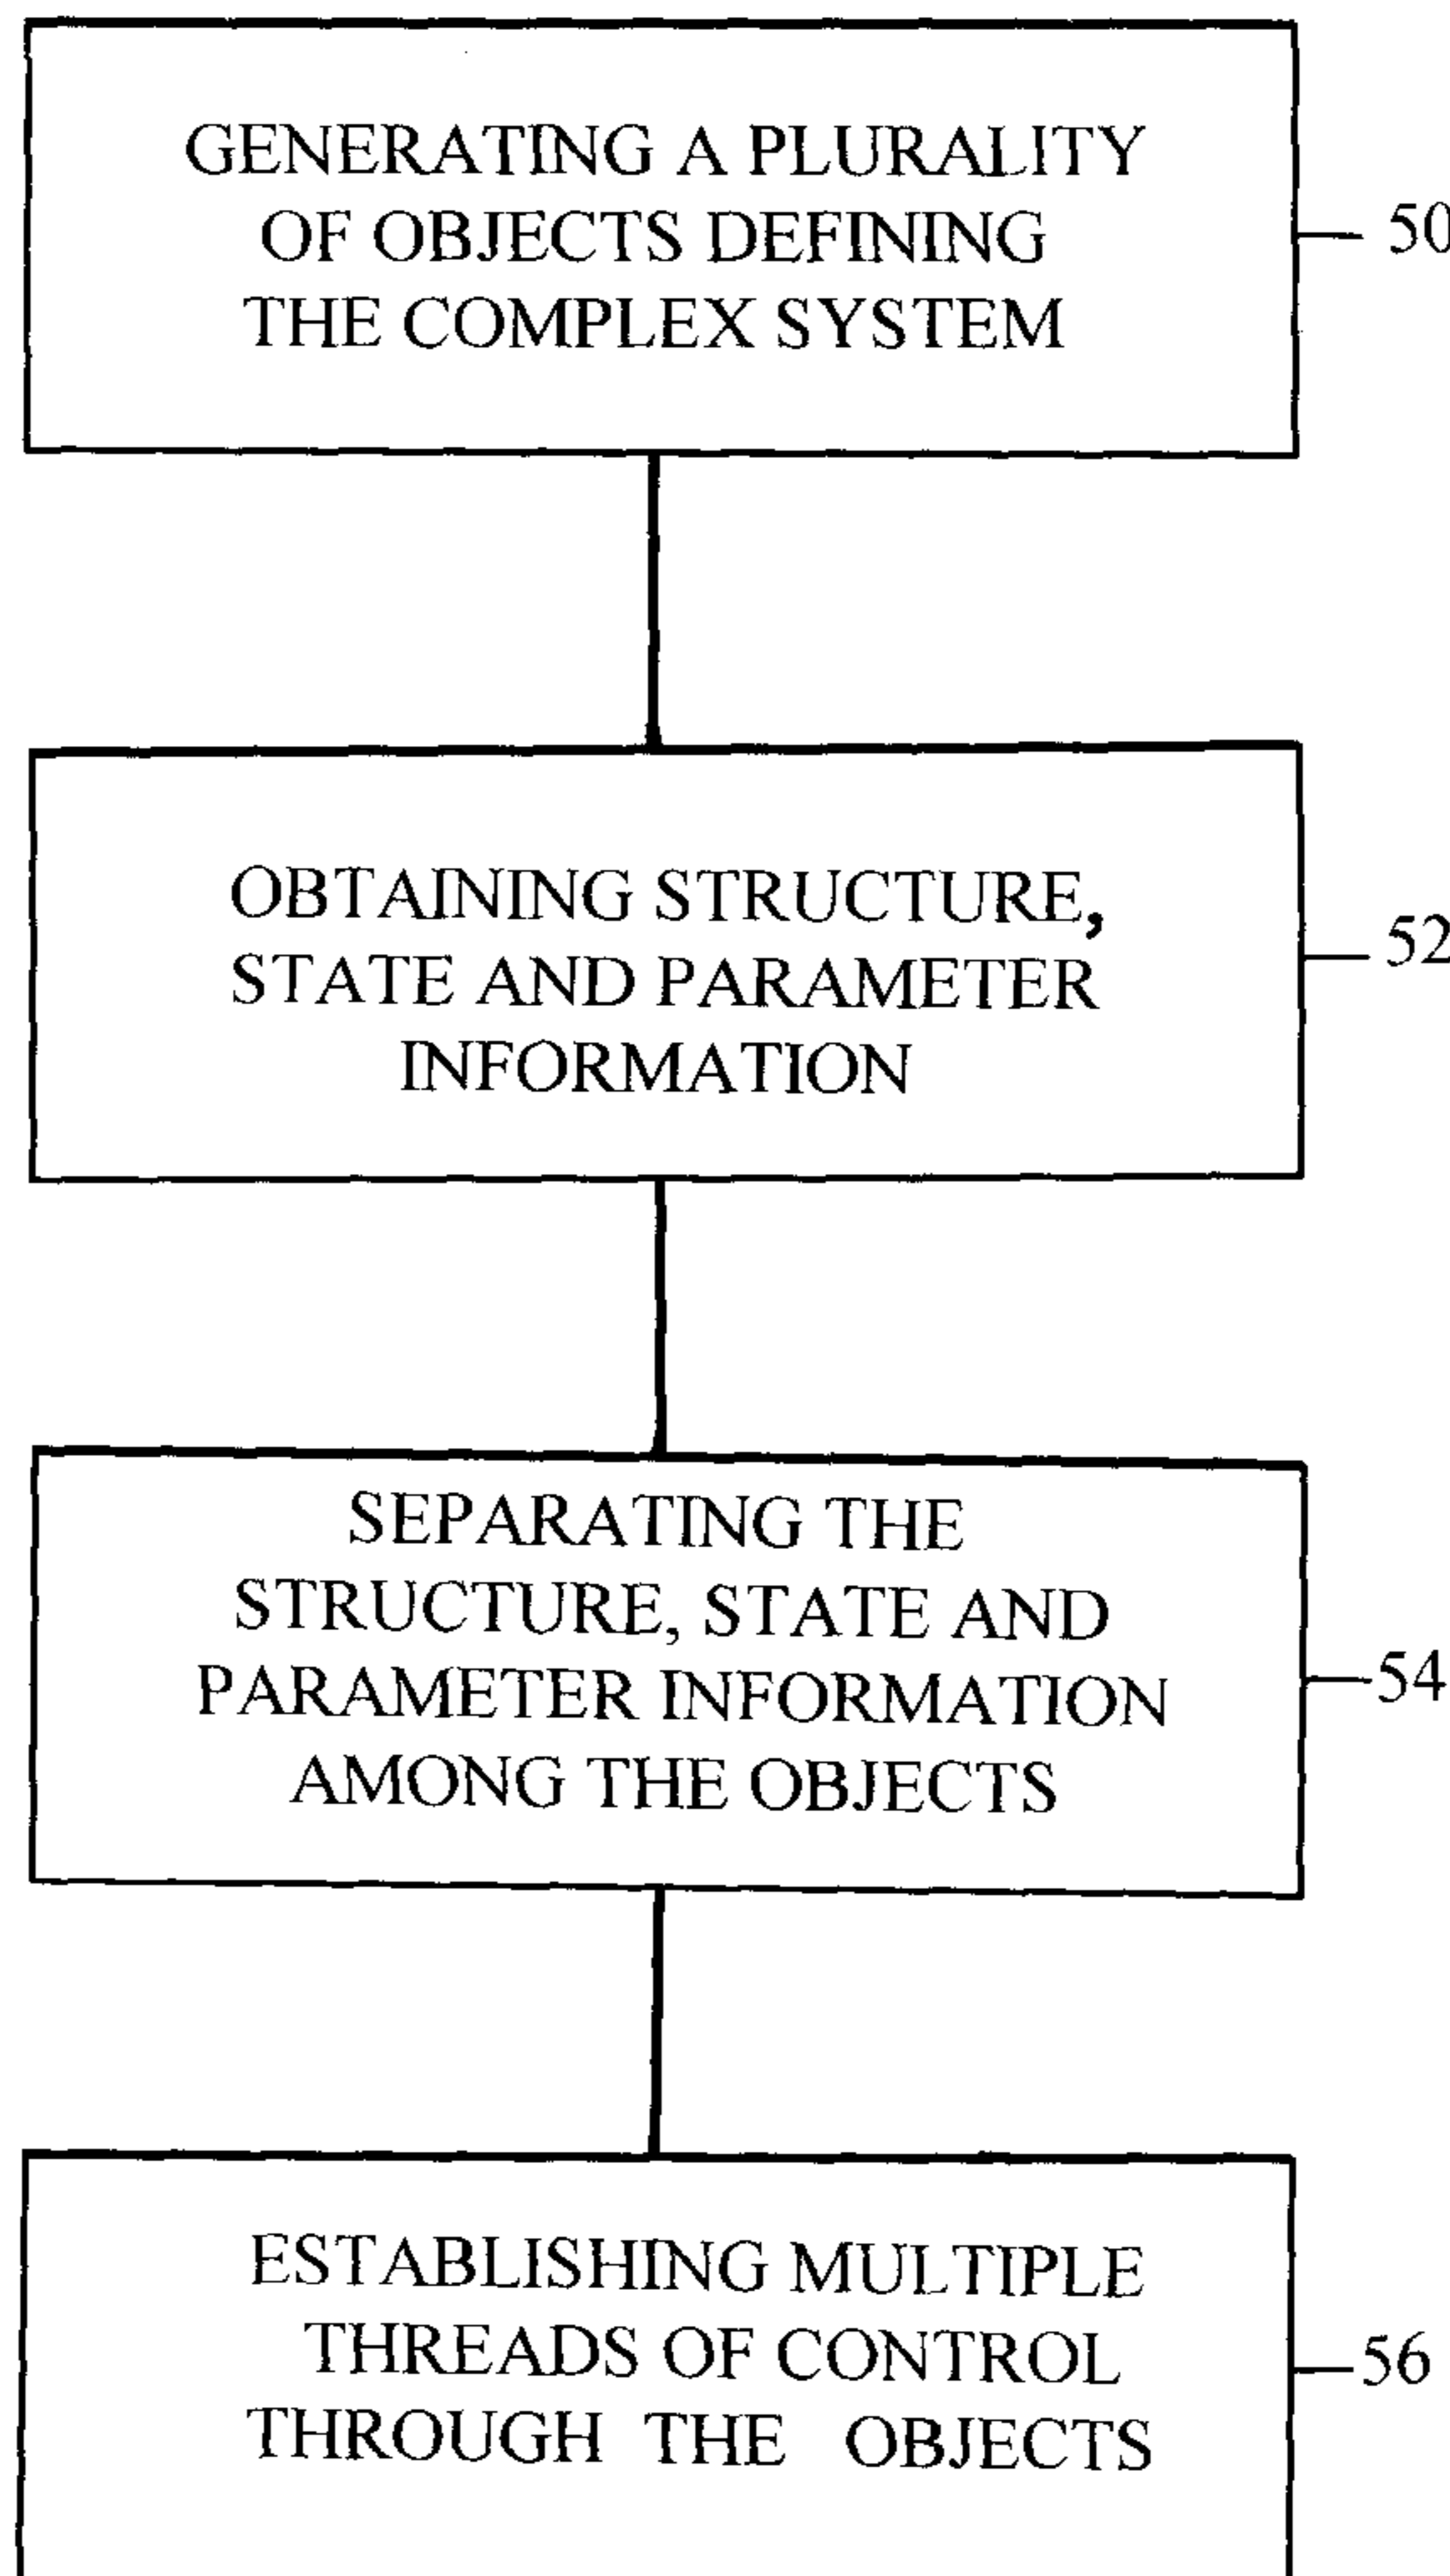 GENERATING A PLURALITY
OF OBJECTS DEFINING
THE COMPLEX SYSTEM
50
OBTAINING STRUCTURE,
STATE AND PARAMETER
INFORMATION
52
SEPARATING THE
STRUCTURE, STATE AND
PARAMETER INFORMATION
AMONG THE OBJECTS
54
ESTABLISHING MULTIPLE
THREADS OF CONTROL
THROUGH THE OBJECTS
56